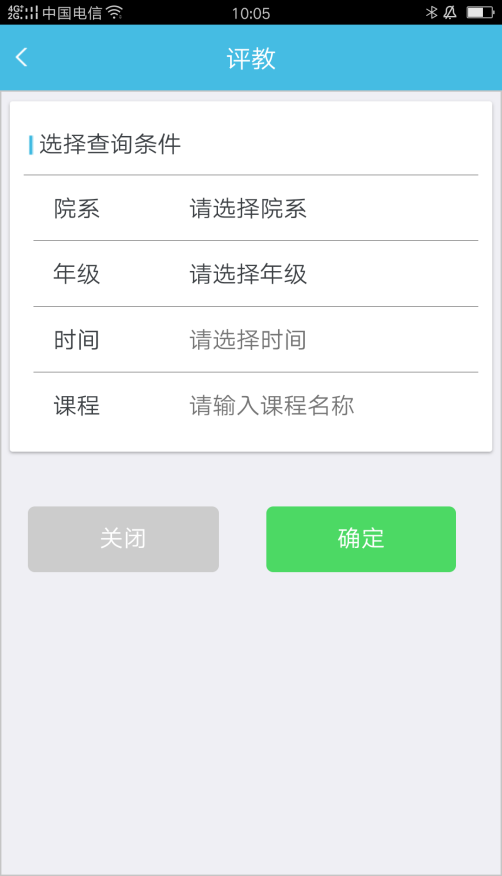 4G 2G 中国电信 10:05
评教
选择查询条件
院系 请选择院系
年级 请选择年级
时间 请选择时间
课程 请输入课程名称
关闭 确定